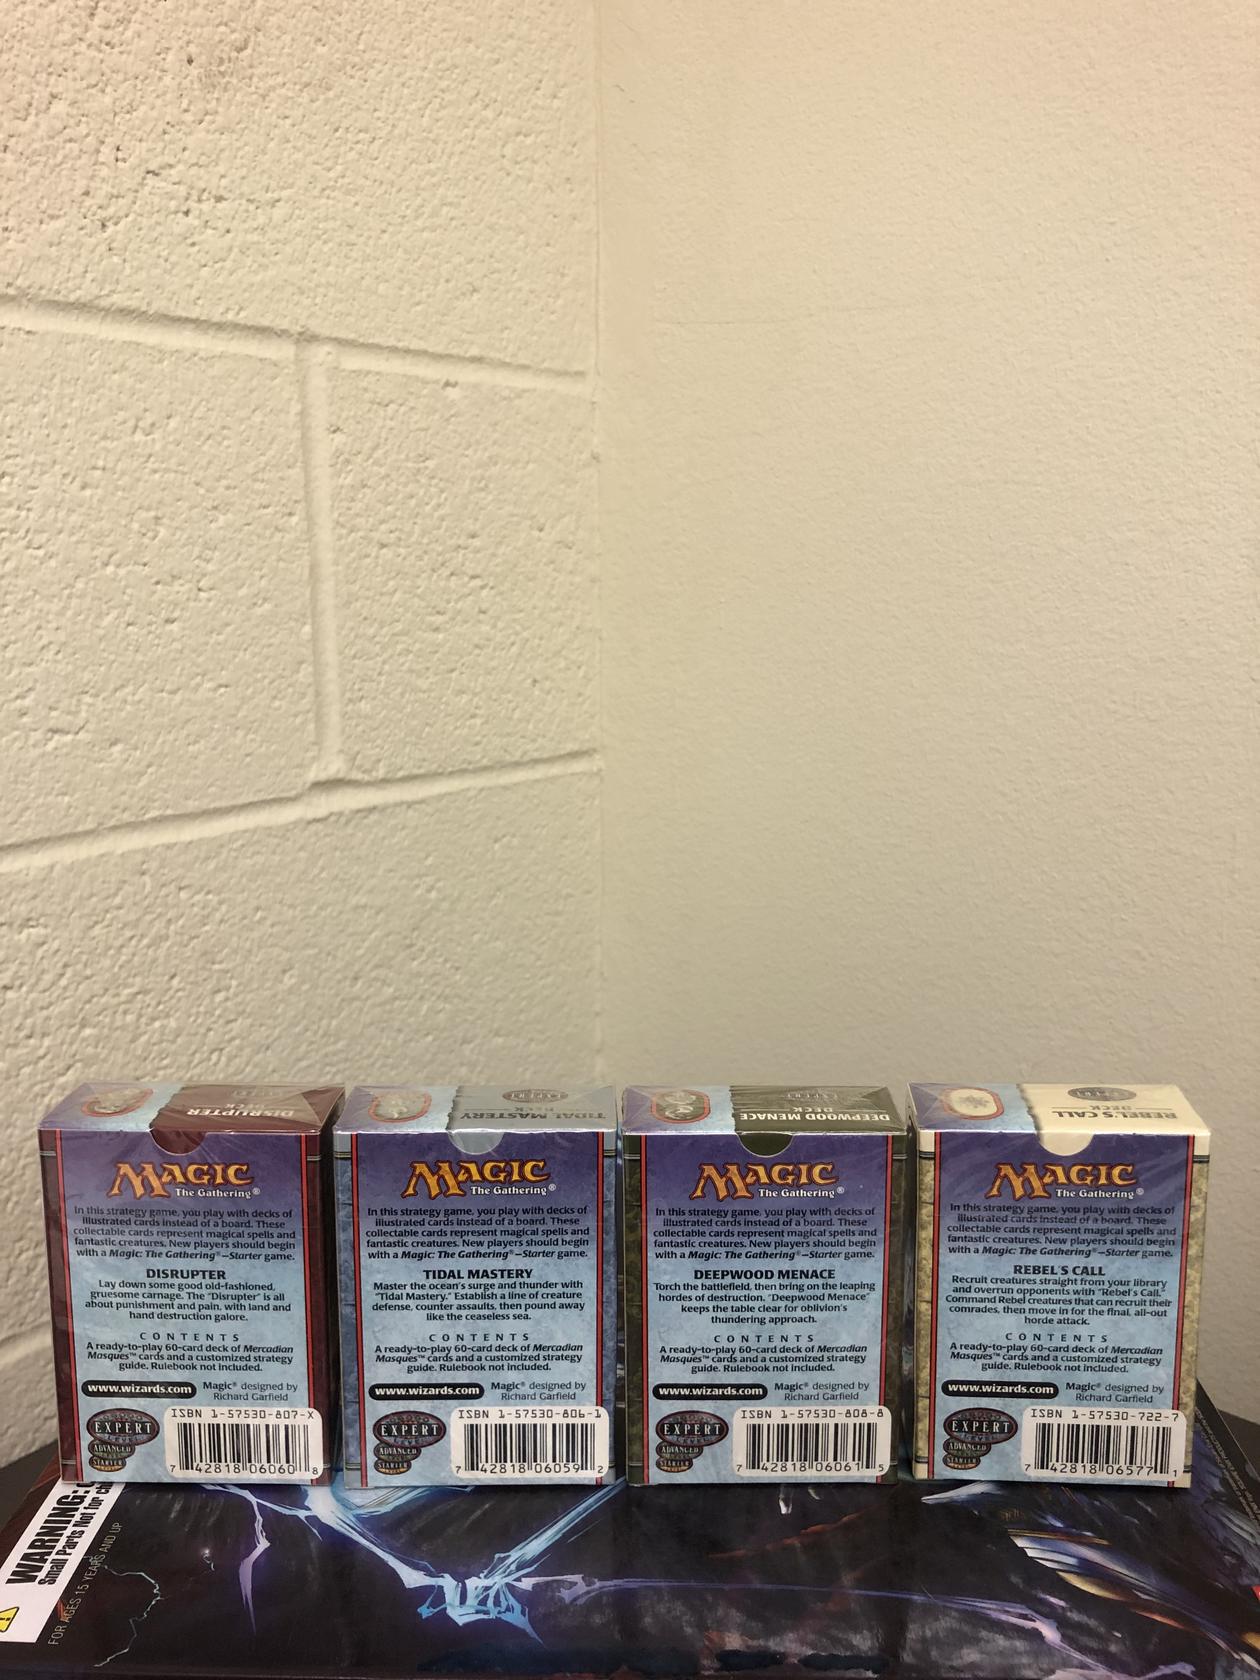 DISRUPTER
DECK
MAGIC
The Gathering®
In this strategy game, you play with decks of
illustrated cards instead of a board. These
collectable cards represent magical spells and
fantastic creatures. New players should begin
with a Magic: The Gathering®—Starter game.
DISRUPTER
Lay down some good old-fashioned,
gruesome carnage. The "Disrupter" is all
about punishment and pain, with land and
hand destruction galore.
CONTENTS
A ready-to-play 60-card deck of Mercadian
Masques™ cards and a customized strategy
guide. Rulebook not included.
www.wizards.com
Magic® designed by
Richard Garfield
EXPERT
ADVANCED
STARTER
ISBN 1-57530-807-X
7 42818 06060 8
EXPERT
TIDAL MASTERY
DECK
MAGIC
The Gathering®
In this strategy game, you play with decks of
illustrated cards instead of a board. These
collectable cards represent magical spells and
fantastic creatures. New players should begin
with a Magic: The Gathering®—Starter game.
TIDAL MASTERY
Master the ocean's surge and thunder with
"Tidal Mastery." Establish a line of creature
defense, counter assaults, then pound away
like the ceaseless sea.
CONTENTS
A ready-to-play 60-card deck of Mercadian
Masques™ cards and a customized strategy
guide. Rulebook not included.
www.wizards.com
Magic® designed by
Richard Garfield
EXPERT
ADVANCED
STARTER
ISBN 1-57530-806-1
7 42818 06059 2
DEEPWOOD MENACE
DECK
MAGIC
The Gathering®
In this strategy game, you play with decks of
illustrated cards instead of a board. These
collectable cards represent magical spells and
fantastic creatures. New players should begin
with a Magic: The Gathering®—Starter game.
DEEPWOOD MENACE
Torch the battlefield, then bring on the leaping
hordes of destruction. "Deepwood Menace"
keeps the table clear for oblivion's
thundering approach.
CONTENTS
A ready-to-play 60-card deck of Mercadian
Masques™ cards and a customized strategy
guide. Rulebook not included.
www.wizards.com
Magic® designed by
Richard Garfield
EXPERT
ADVANCED
STARTER
ISBN 1-57530-808-8
7 42818 06061 5
REBEL'S CALL
DECK
MAGIC
The Gathering®
In this strategy game, you play with decks of
illustrated cards instead of a board. These
collectable cards represent magical spells and
fantastic creatures. New players should begin
with a Magic: The Gathering®—Starter game.
REBEL'S CALL
Recruit creatures straight from your library
and overrun opponents with "Rebel's Call."
Command Rebel creatures that can recruit their
comrades, then move in for the final, all-out
horde attack.
CONTENTS
A ready-to-play 60-card deck of Mercadian
Masques™ cards and a customized strategy
guide. Rulebook not included.
www.wizards.com
Magic® designed by
Richard Garfield
EXPERT
ADVANCED
STARTER
ISBN 1-57530-722-7
7 42818 06577 1
WARNING:
Small Parts Not for
FOR AGES 15 YEARS AND UP